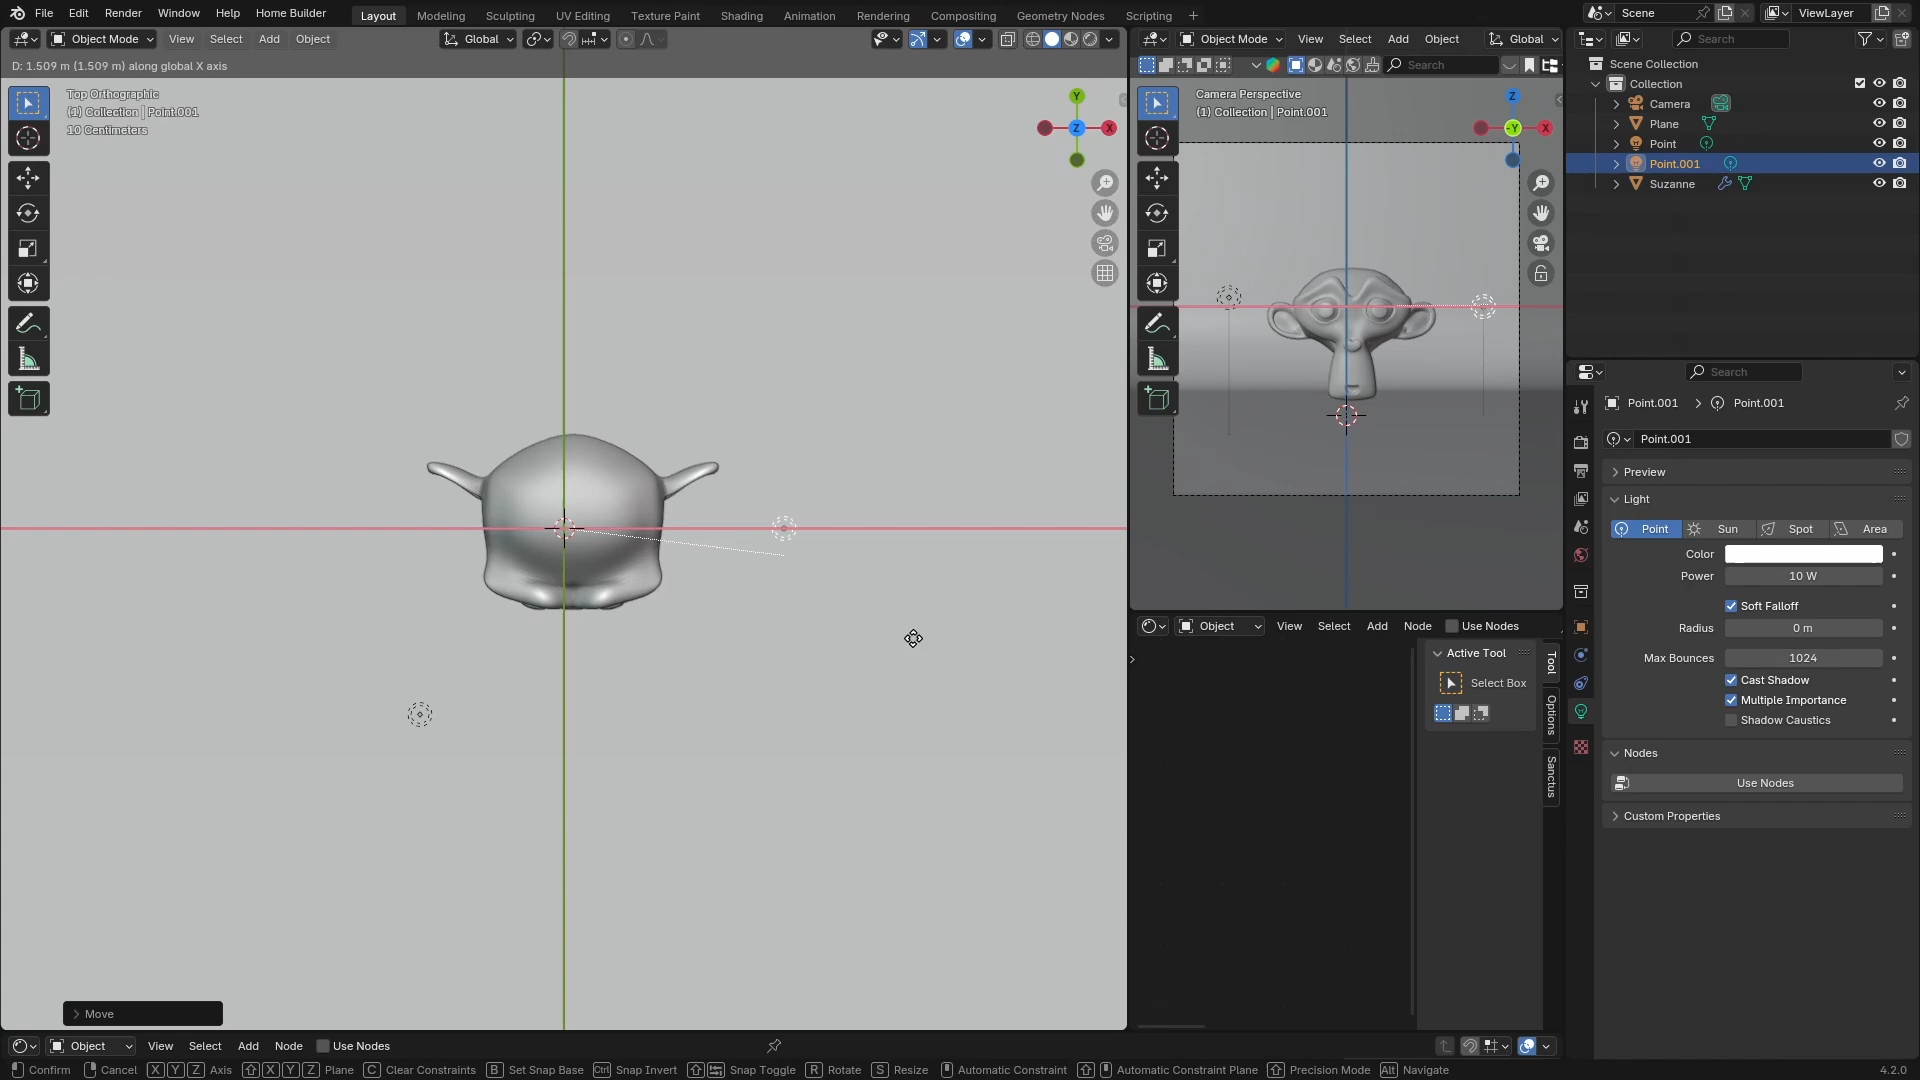 File Edit Render Window Help Home Builder Layout Modeling Sculpting UV Editing Texture Paint Shading Animation Rendering Compositing Geometry Nodes Scripting + Scene ViewLayer
Object Mode View Select Add Object Global
Object Mode View Select Add Object Global
Search
D: 1.509 m (1.509 m) along global X axis
Search
Top Orthographic
(1) Collection | Point.001
10 Centimeters
Y
Z
X
Camera Perspective
(1) Collection | Point.001
Z
-Y
X
Scene Collection
Collection
Camera
Plane
Point
Point.001
Suzanne
Search
Point.001 > Point.001
Point.001
Preview
Light
Point Sun Spot Area
Color
Power 10 W
Soft Falloff
Radius 0 m
Max Bounces 1024
Cast Shadow
Multiple Importance
Shadow Caustics
Nodes
Use Nodes
Custom Properties
Object View Select Add Node Use Nodes
Active Tool
Select Box
Tool
Options
Sanctus
Move
Object View Select Add Node Use Nodes
Confirm Cancel X Y Z Axis X Y Z Plane C Clear Constraints B Set Snap Base Ctrl Snap Invert Snap Toggle R Rotate S Resize Automatic Constraint Automatic Constraint Plane Precision Mode Alt Navigate 4.2.0